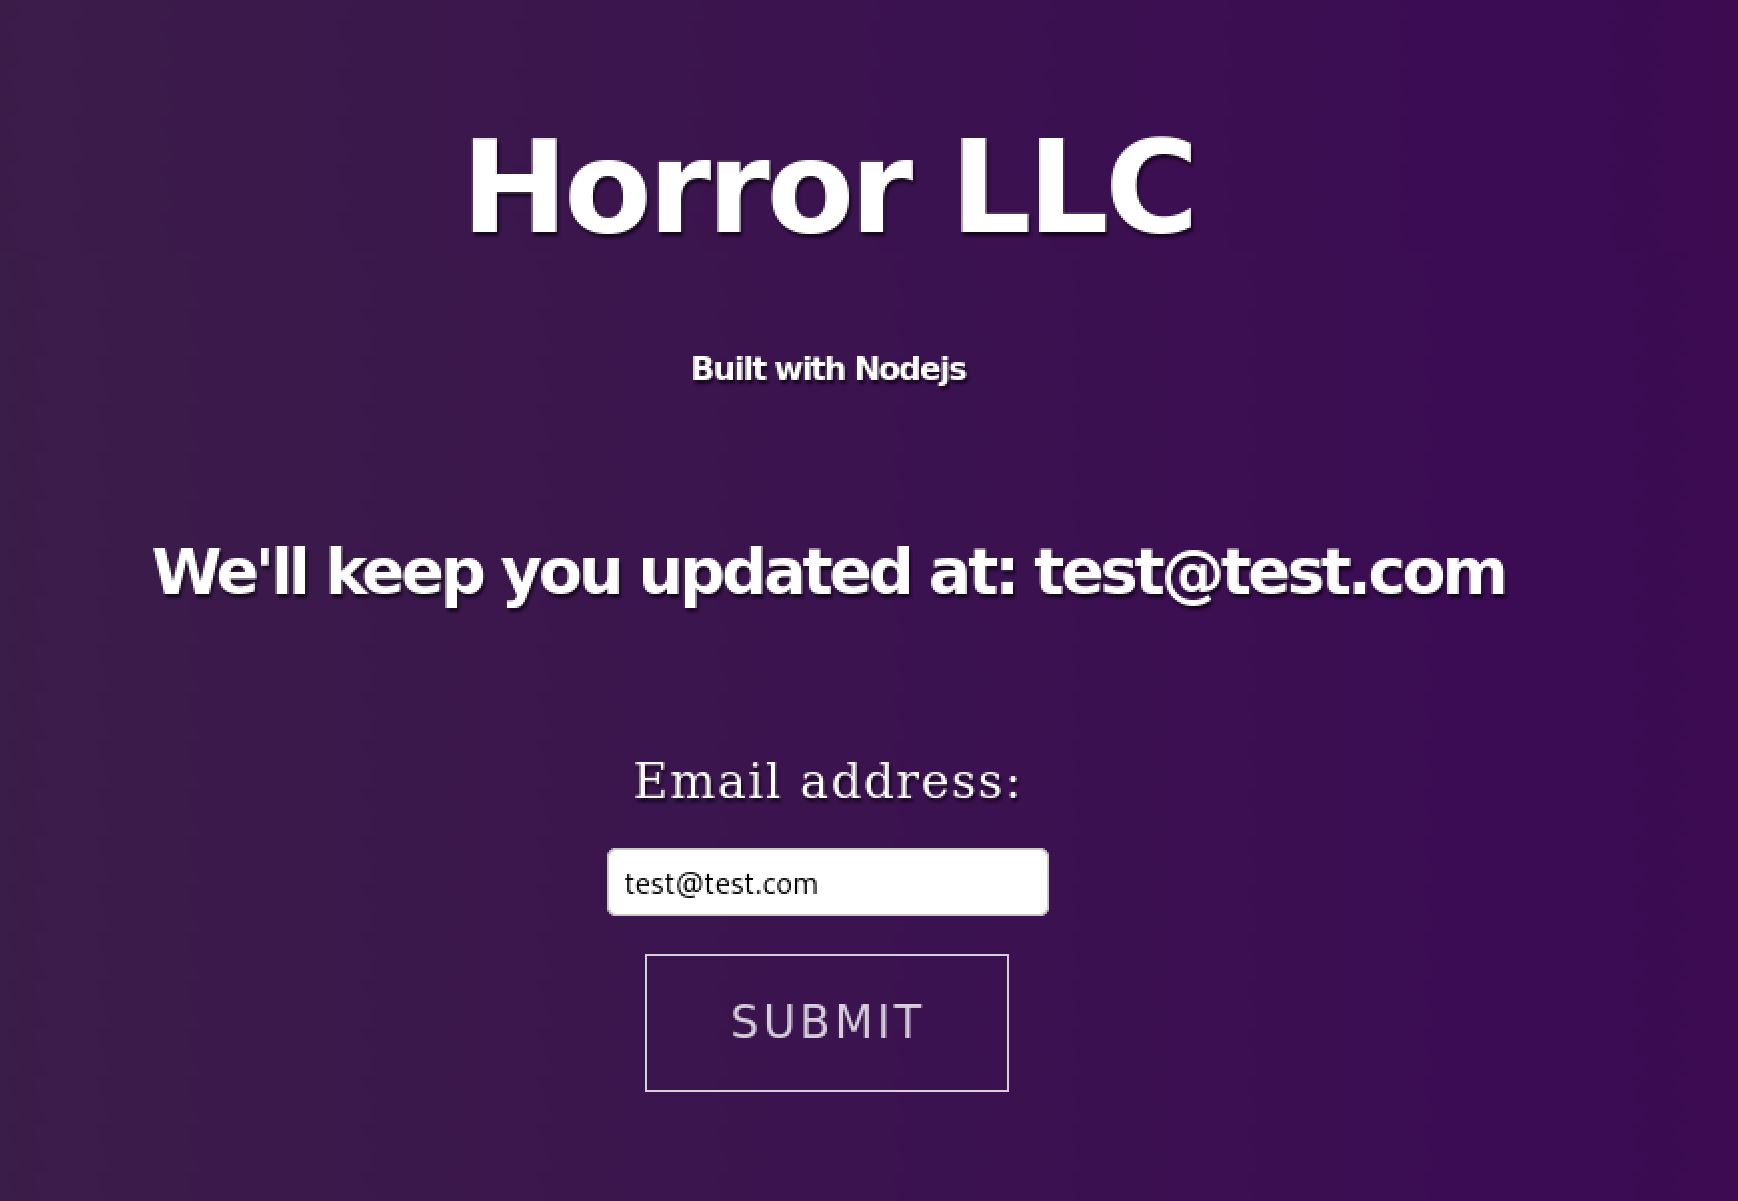 Horror LLC
Built with Nodejs
We'll keep you updated at: test@test.com
Email address:
test@test.com
SUBMIT